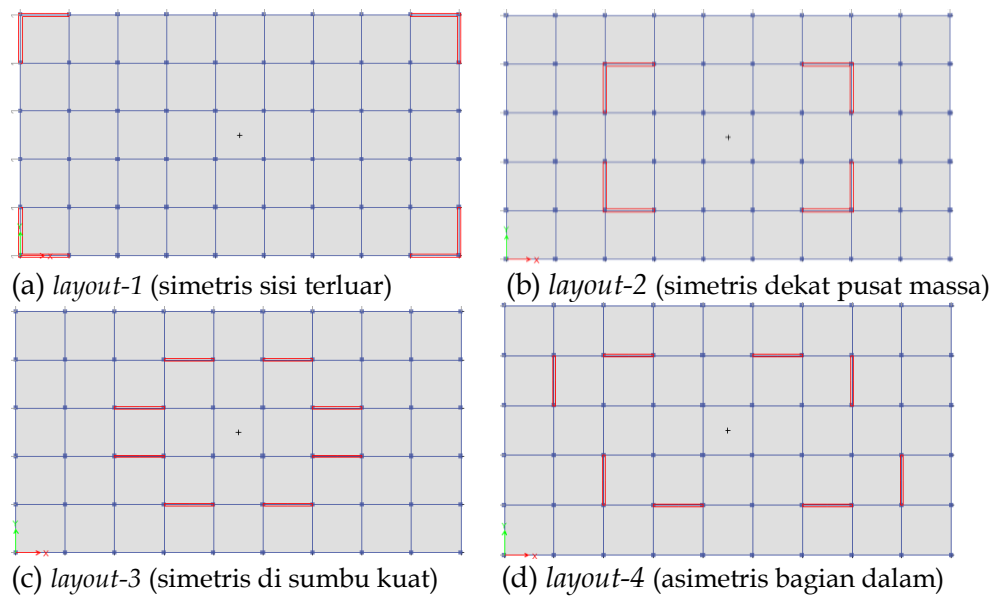 (a) layout-1 (simetris sisi terluar)
(b) layout-2 (simetris dekat pusat massa)
(c) layout-3 (simetris di sumbu kuat)
(d) layout-4 (asimetris bagian dalam)